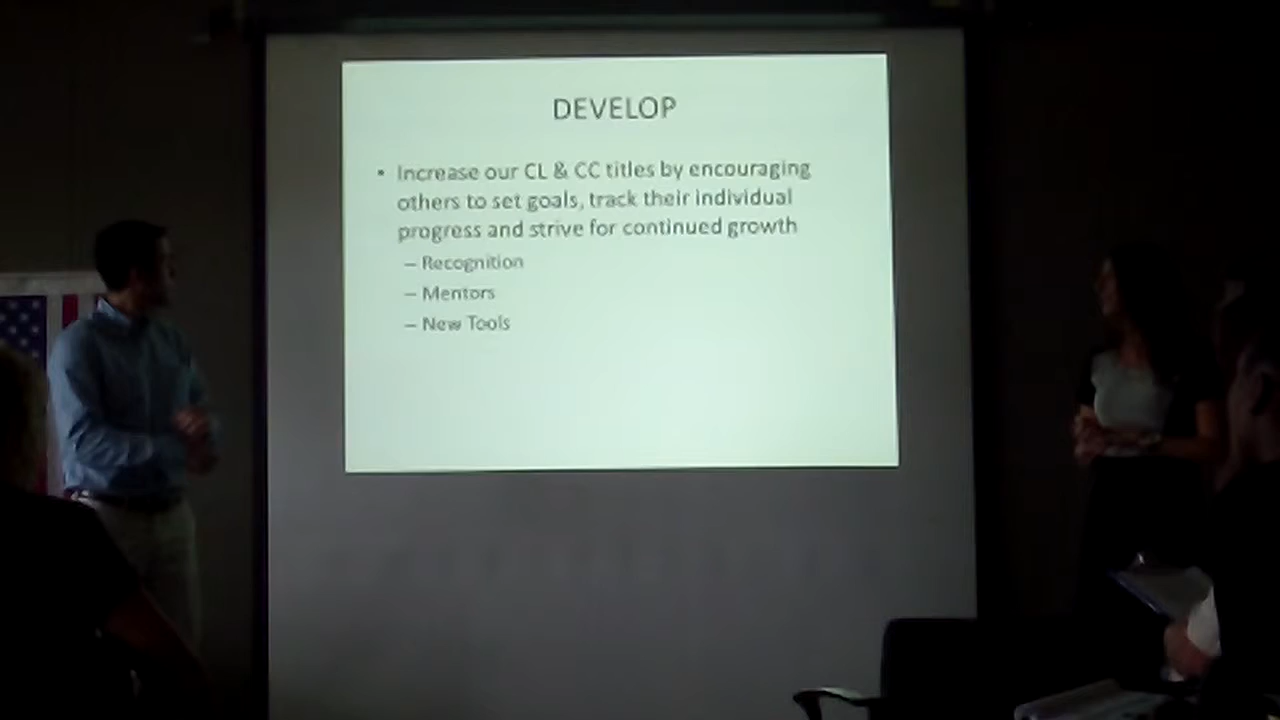 DEVELOP
• Increase our CL & CC titles by encouraging
others to set goals, track their individual
progress and strive for continued growth
– Recognition
– Mentors
– New Tools